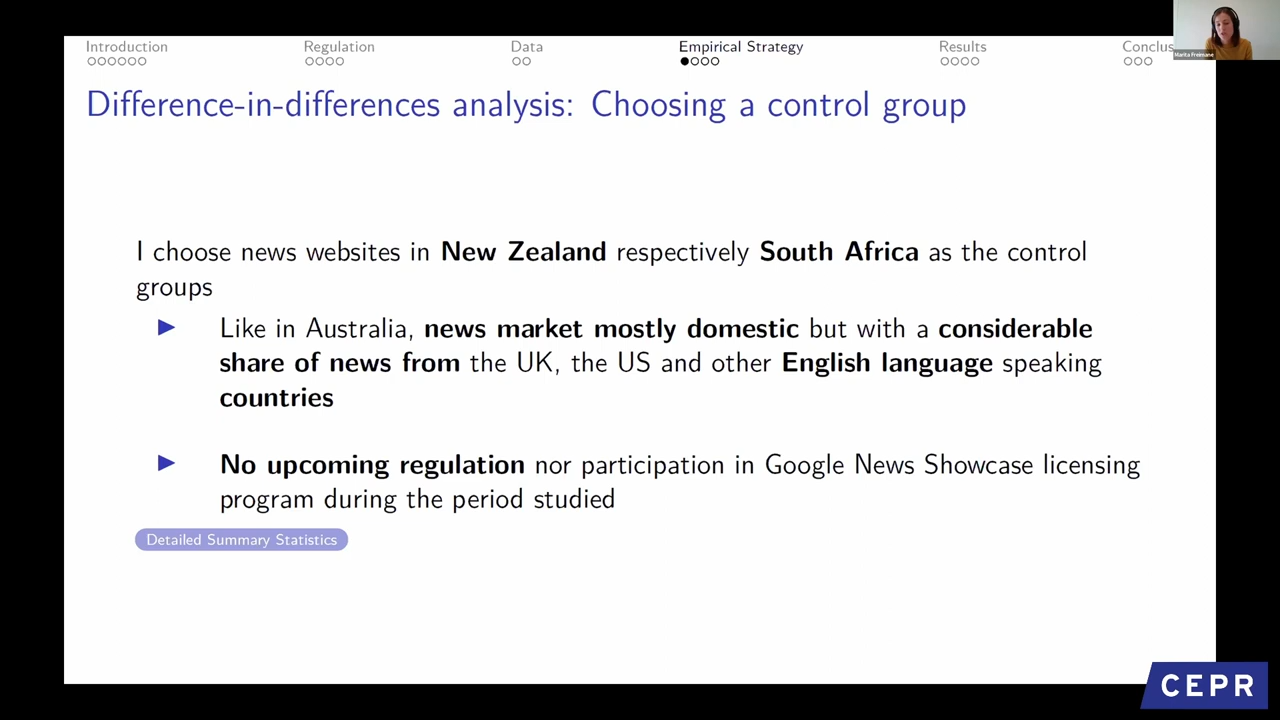 Introduction
Regulation
Data
Empirical Strategy
Results
Conclus
Marita Freimane
Difference-in-differences analysis: Choosing a control group
I choose news websites in New Zealand respectively South Africa as the control
groups
Like in Australia, news market mostly domestic but with a considerable
share of news from the UK, the US and other English language speaking
countries
No upcoming regulation nor participation in Google News Showcase licensing
program during the period studied
Detailed Summary Statistics
CEPR